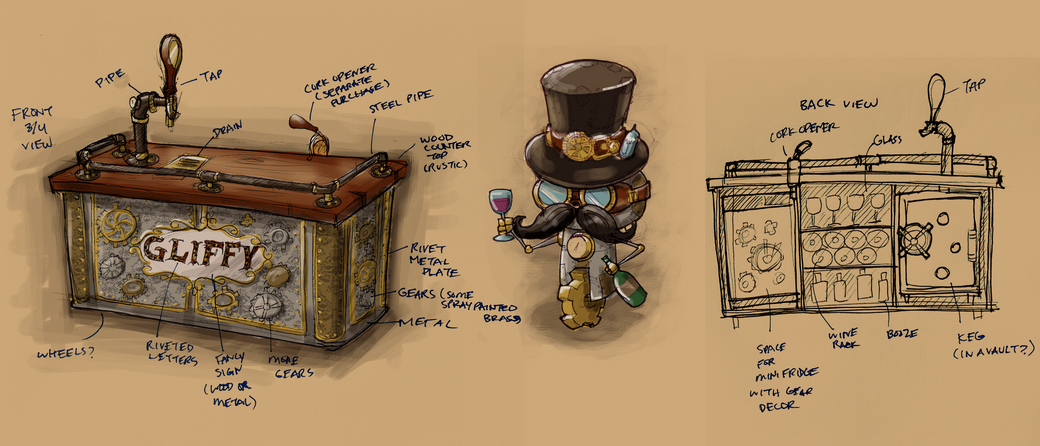 FRONT
3/4
VIEW
PIPE
TAP
DRAIN
CORK OPENER
(SEPARATE
PURCHASE)
STEEL PIPE
WOOD
COUNTER
TOP
(RUSTIC)
GLIFFY
RIVET
METAL
PLATE
GEARS (SOME
SPRAY PAINTED
BRASS)
METAL
WHEELS?
RIVETED
LETTERS
FANCY
SIGN
(WOOD OR
METAL)
MORE
GEARS
BACK VIEW
TAP
CORK OPENER
GLASS
SPACE
FOR
MINI FRIDGE
WITH GEAR
DECOR
WINE
RACK
BOOZE
KEG
(IN A VAULT?)